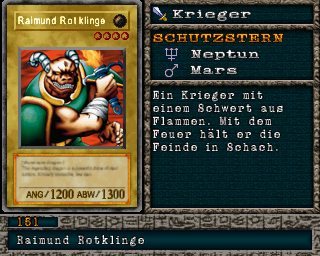 Raimund Rotklinge
ANG/1200 ABW/1300
Krieger
SCHUTZSTERN
Neptun
Mars
Ein Krieger mit
einem Schwert aus
Flammen. Mit dem
Feuer hält er die
Feinde in Schach.
151
Raimund Rotklinge